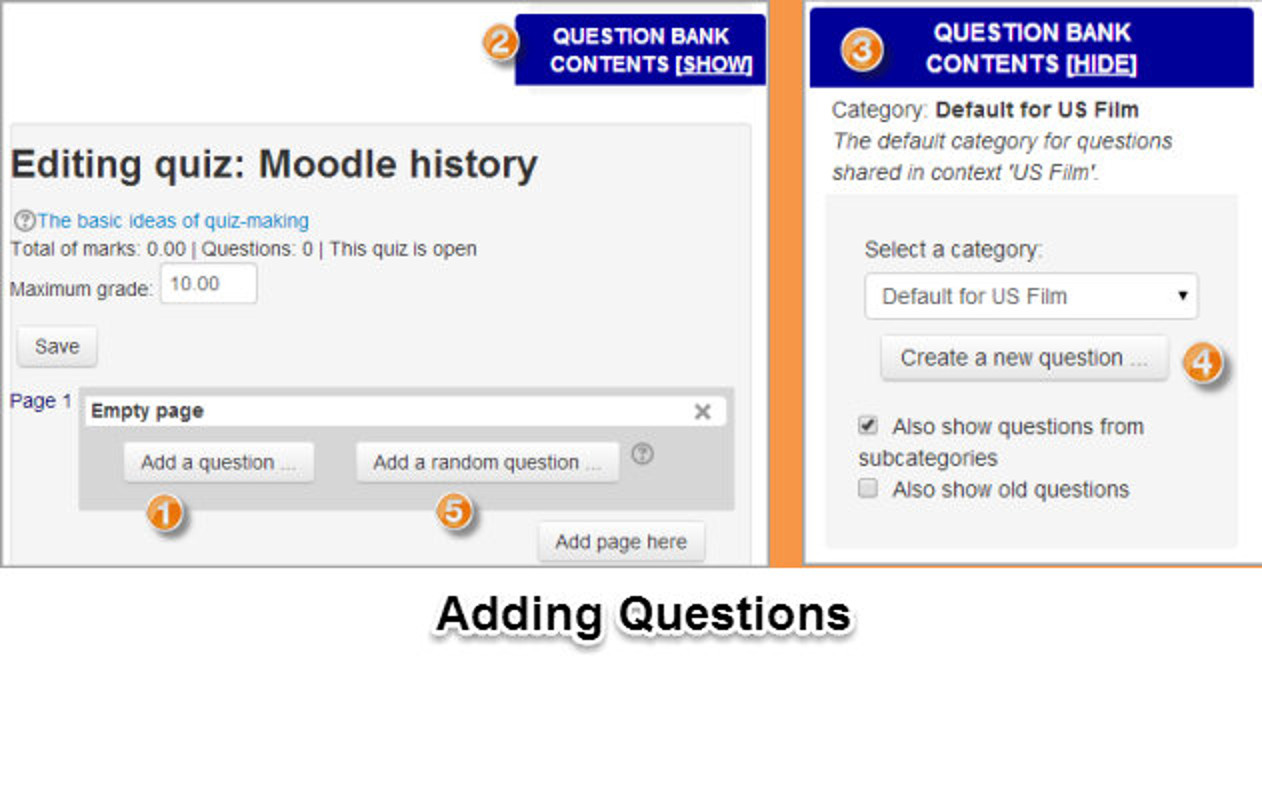 2
QUESTION BANK
CONTENTS [SHOW]
Editing quiz: Moodle history
?The basic ideas of quiz-making
Total of marks: 0.00 | Questions: 0 | This quiz is open
Maximum grade: 10.00
Save
Page 1
Empty page
Add a question ...
Add a random question ...
?
1
5
Add page here
3
QUESTION BANK
CONTENTS [HIDE]
Category: Default for US Film
The default category for questions
shared in context 'US Film'.
Select a category:
Default for US Film
Create a new question ...
4
Also show questions from
subcategories
Also show old questions
Adding Questions